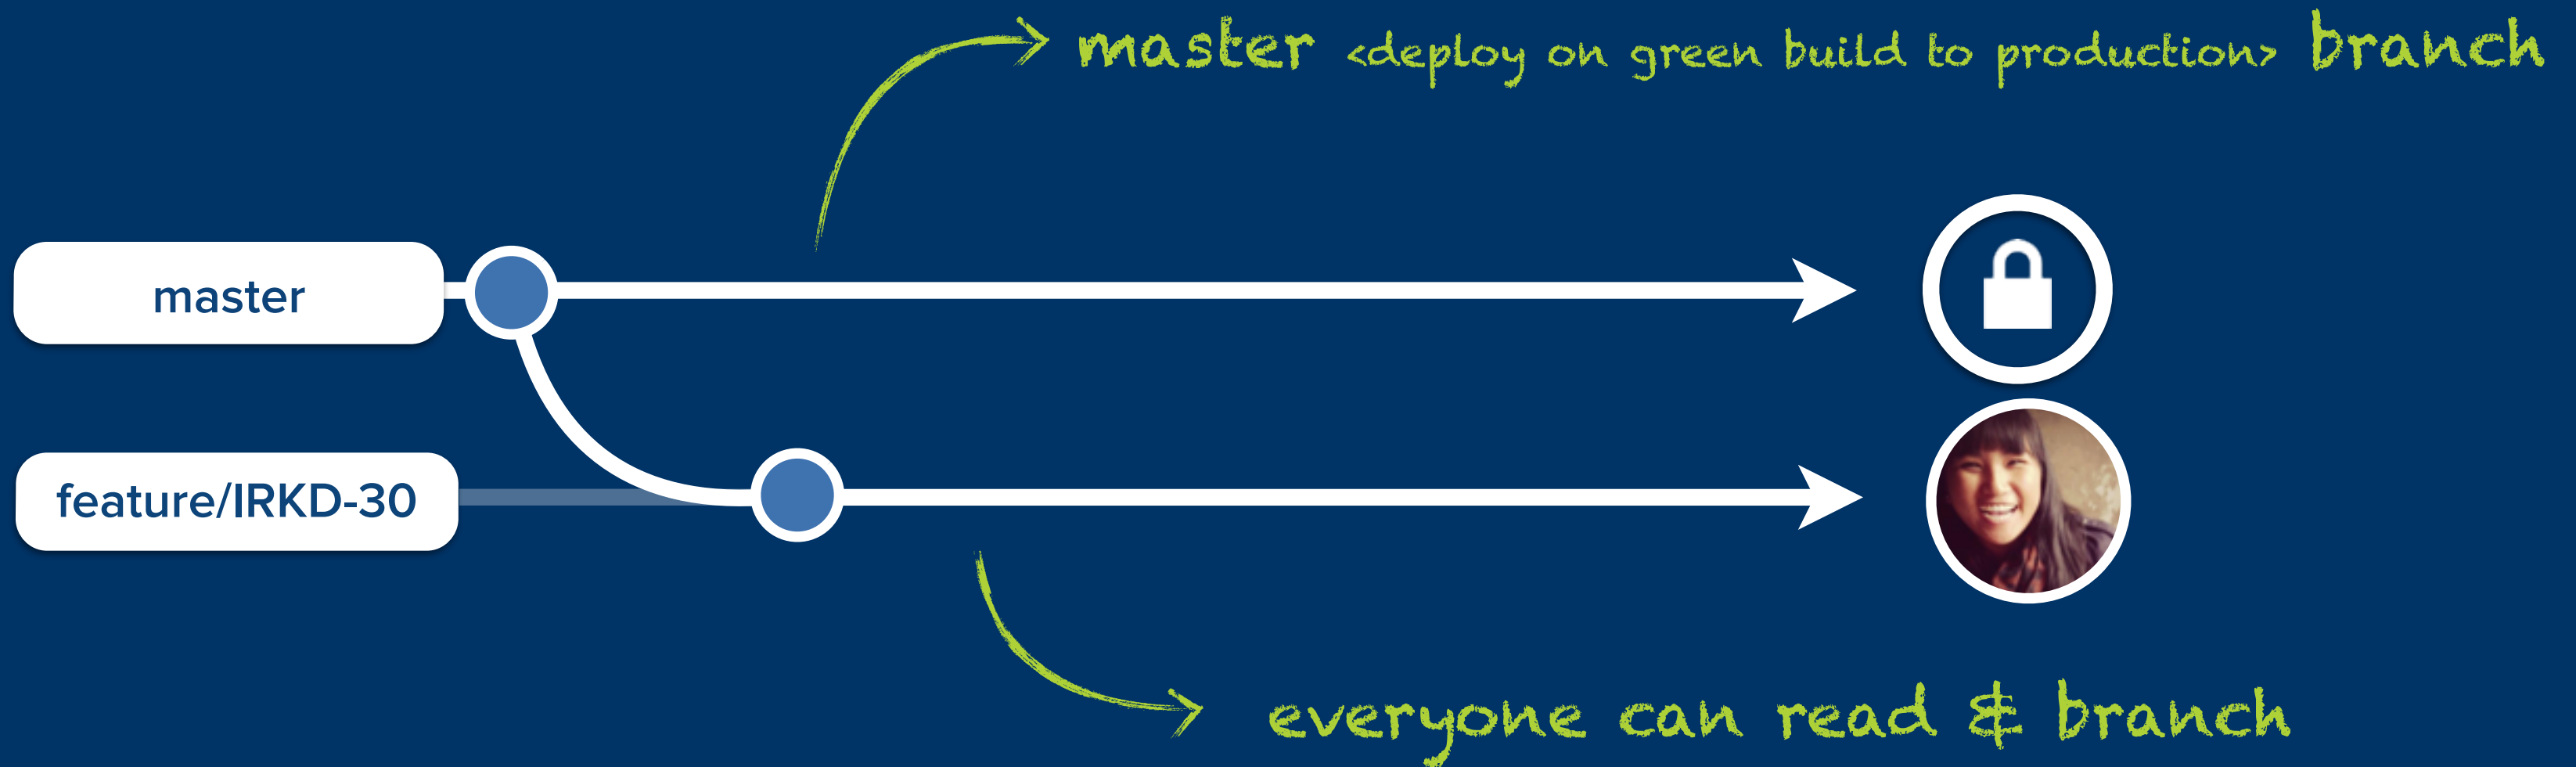 master <deploy on green build to production> branch
master
feature/IRKD-30
everyone can read & branch